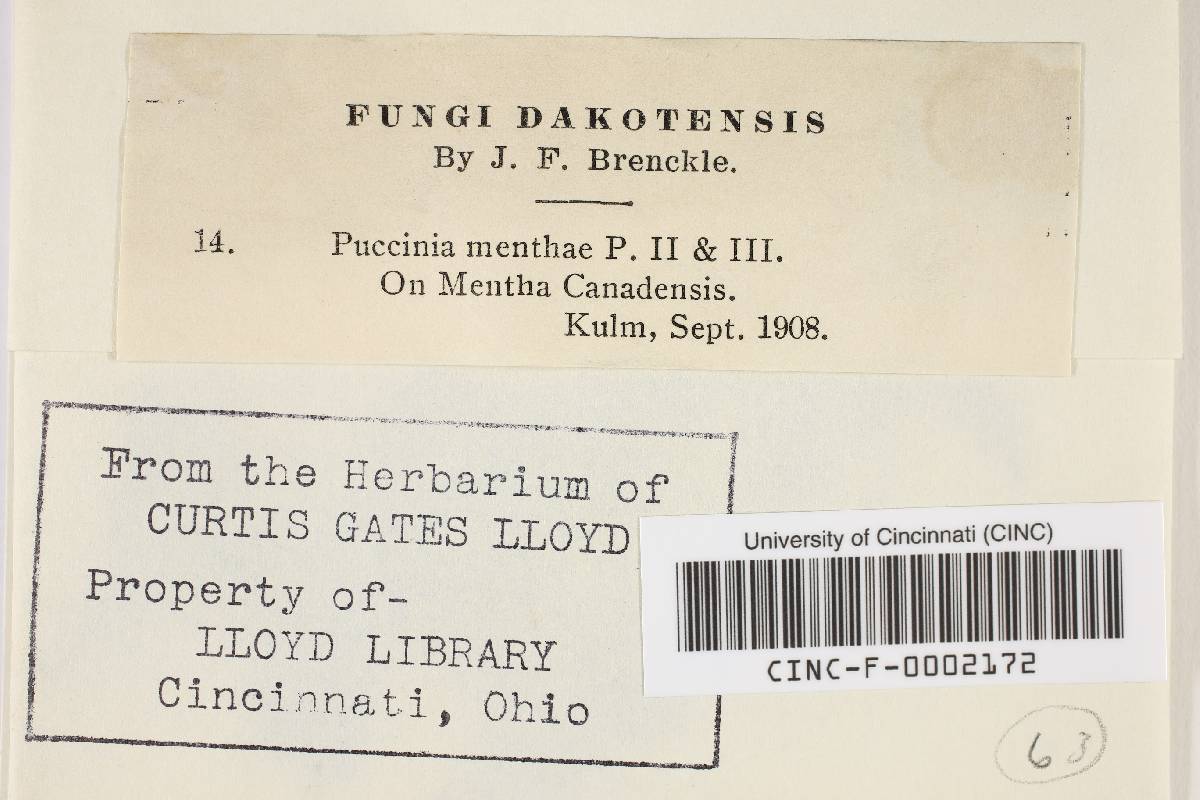 FUNGI DAKOTENSIS
By J. F. Brenckle.
14. Puccinia menthae P. II & III.
On Mentha Canadensis.
Kulm, Sept. 1908.
From the Herbarium of
CURTIS GATES LLOYD
Property of-
LLOYD LIBRARY
Cincinnati, Ohio
University of Cincinnati (CINC)
CINC-F-0002172
63